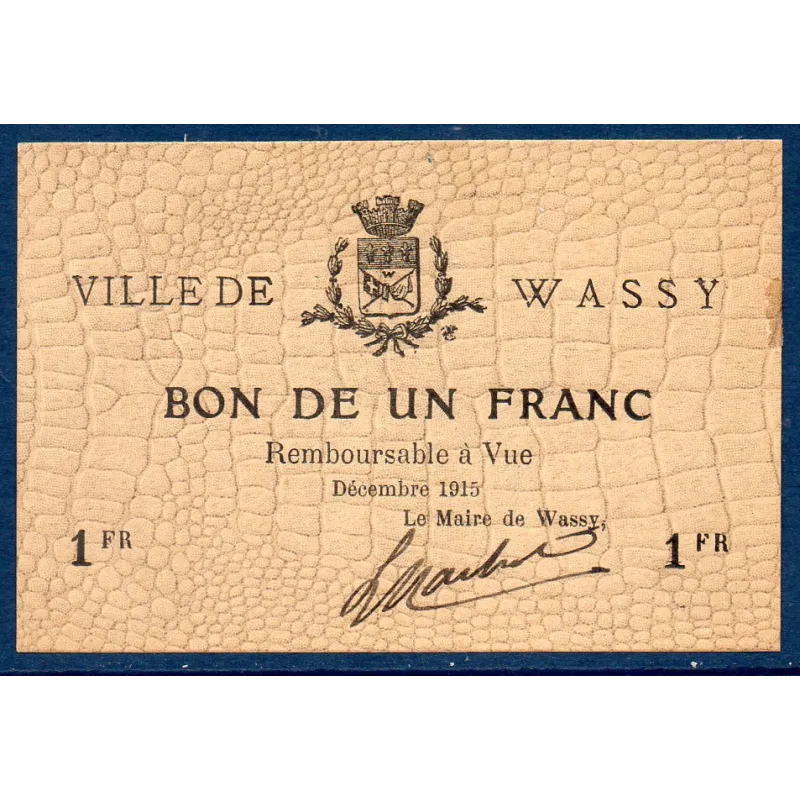 VILLE DE WASSY
W
BON DE UN FRANC
Remboursable à Vue
Décembre 1915
Le Maire de Wassy,
1 FR 1 FR